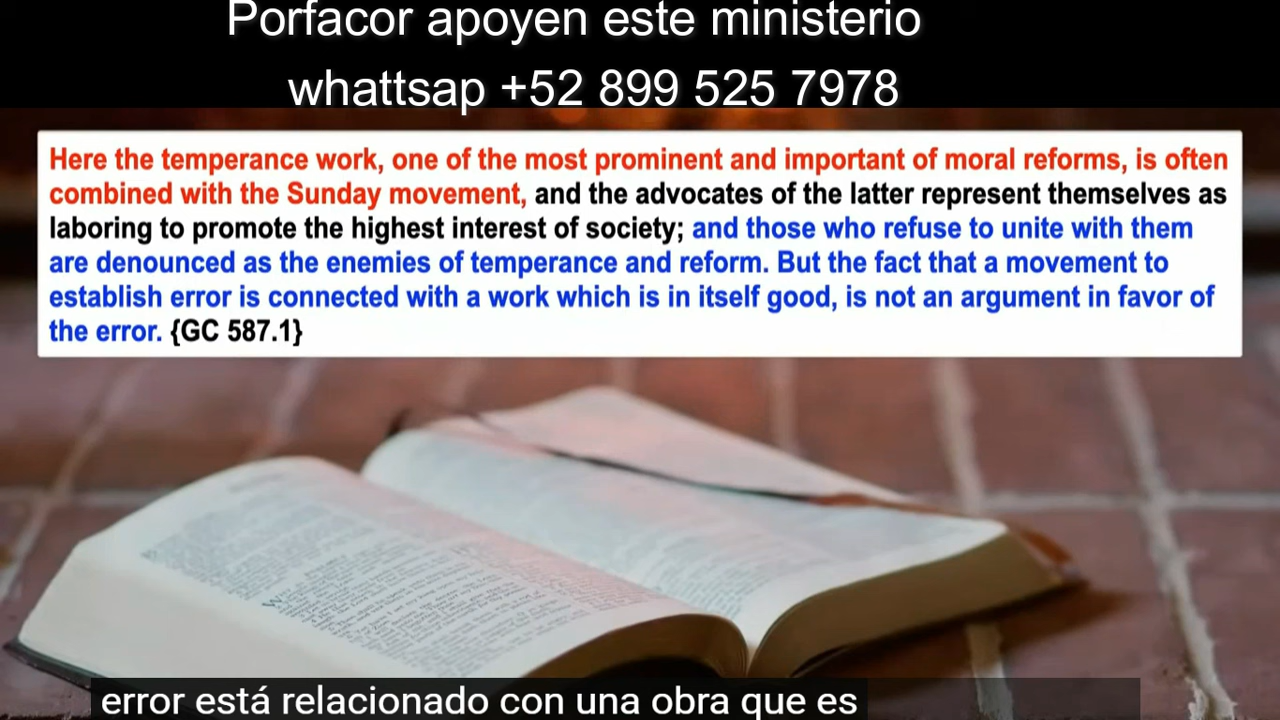 Porfacor apoyen este ministerio
whattsap +52 899 525 7978
Here the temperance work, one of the most prominent and important of moral reforms, is often
combined with the Sunday movement, and the advocates of the latter represent themselves as
laboring to promote the highest interest of society; and those who refuse to unite with them
are denounced as the enemies of temperance and reform. But the fact that a movement to
establish error is connected with a work which is in itself good, is not an argument in favor of
the error. {GC 587.1}
error está relacionado con una obra que es